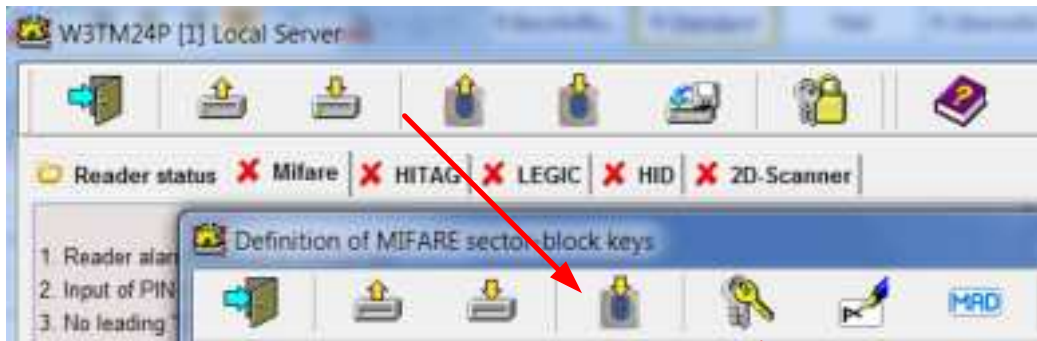 W3TM24P [1] Local Server
Reader status Mifare HITAG LEGIC HID 2D-Scanner
Definition of MIFARE sector-block keys
1. Reader alar
2. Input of PIN
3. No leading
MAD